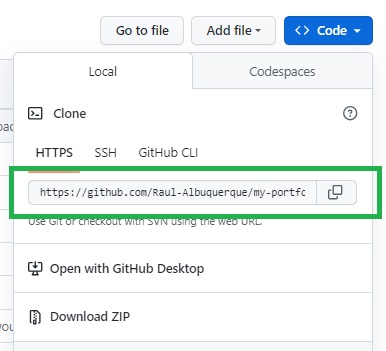 Go to file Add file Code
Local Codespaces
Clone
HTTPS SSH GitHub CLI
https://github.com/Raul-Albuquerque/my-portfo
Use Git or checkout with SVN using the web URL.
Open with GitHub Desktop
Download ZIP